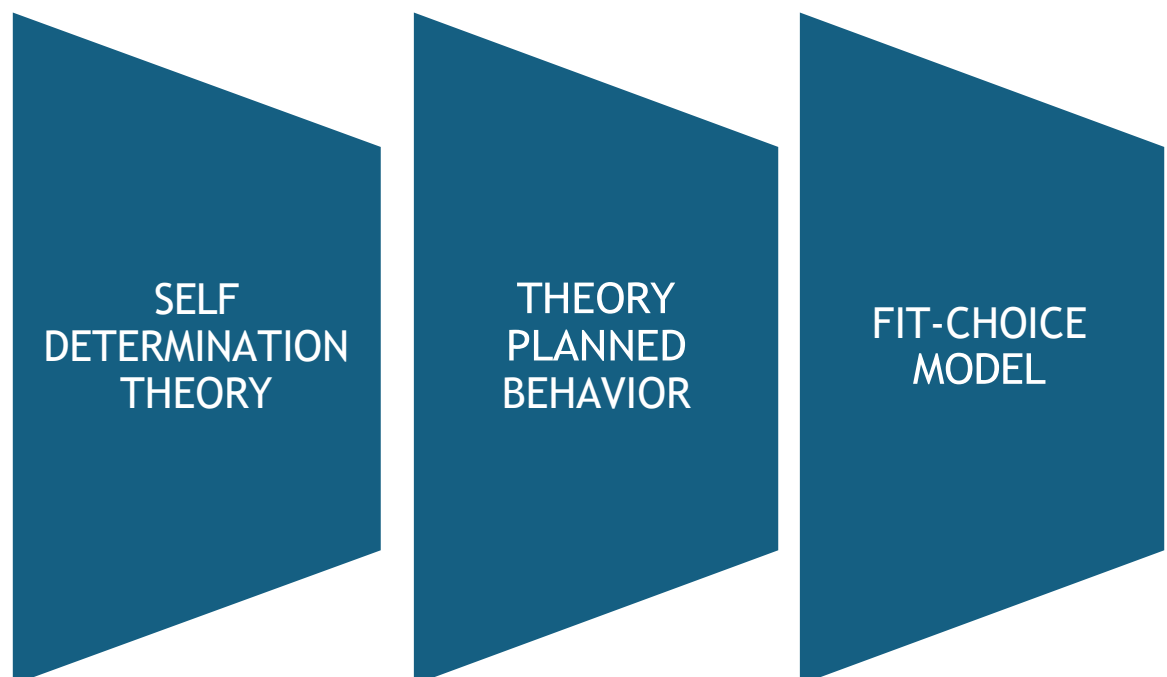 SELF
DETERMINATION
THEORY
THEORY
PLANNED
BEHAVIOR
FIT-CHOICE
MODEL